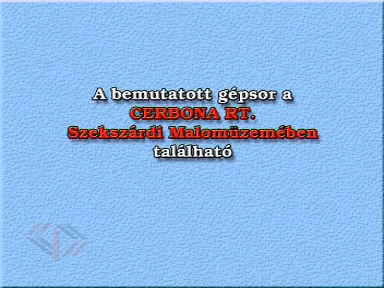 A bemutatott gépsor a
CERBONA RT.
Szekszárdi Malomüzemében
található